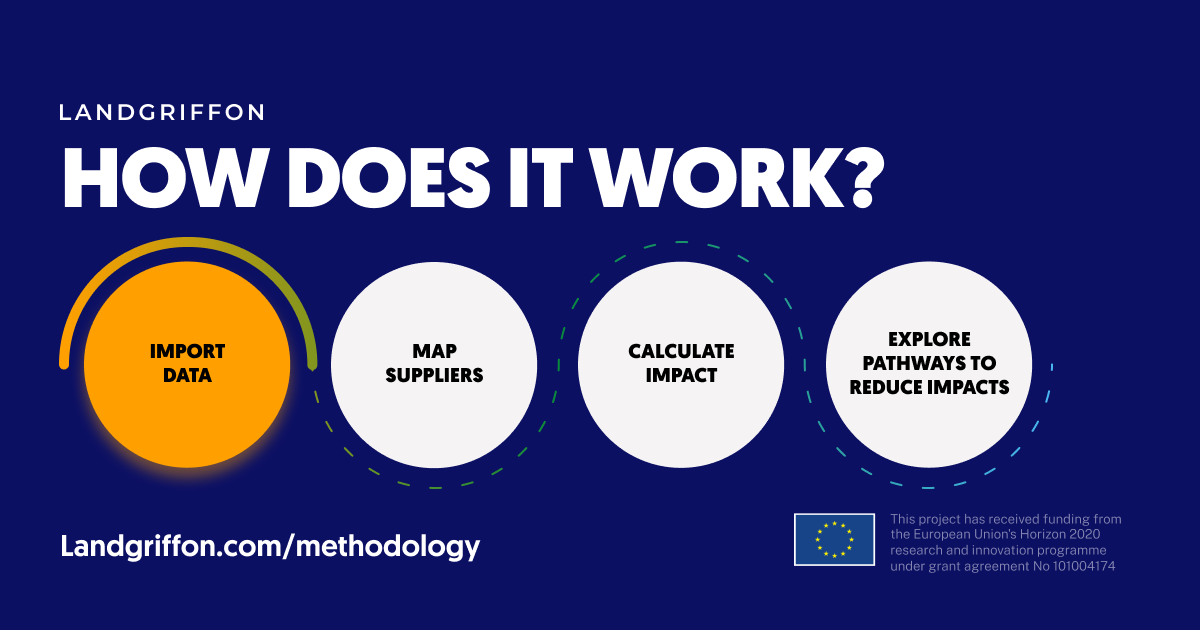 LANDGRIFFON
HOW DOES IT WORK?
IMPORT
DATA
MAP
SUPPLIERS
CALCULATE
IMPACT
EXPLORE
PATHWAYS TO
REDUCE IMPACTS
Landgriffon.com/methodology
This project has received funding from
the European Union's Horizon 2020
research and innovation programme
under grant agreement No 101004174